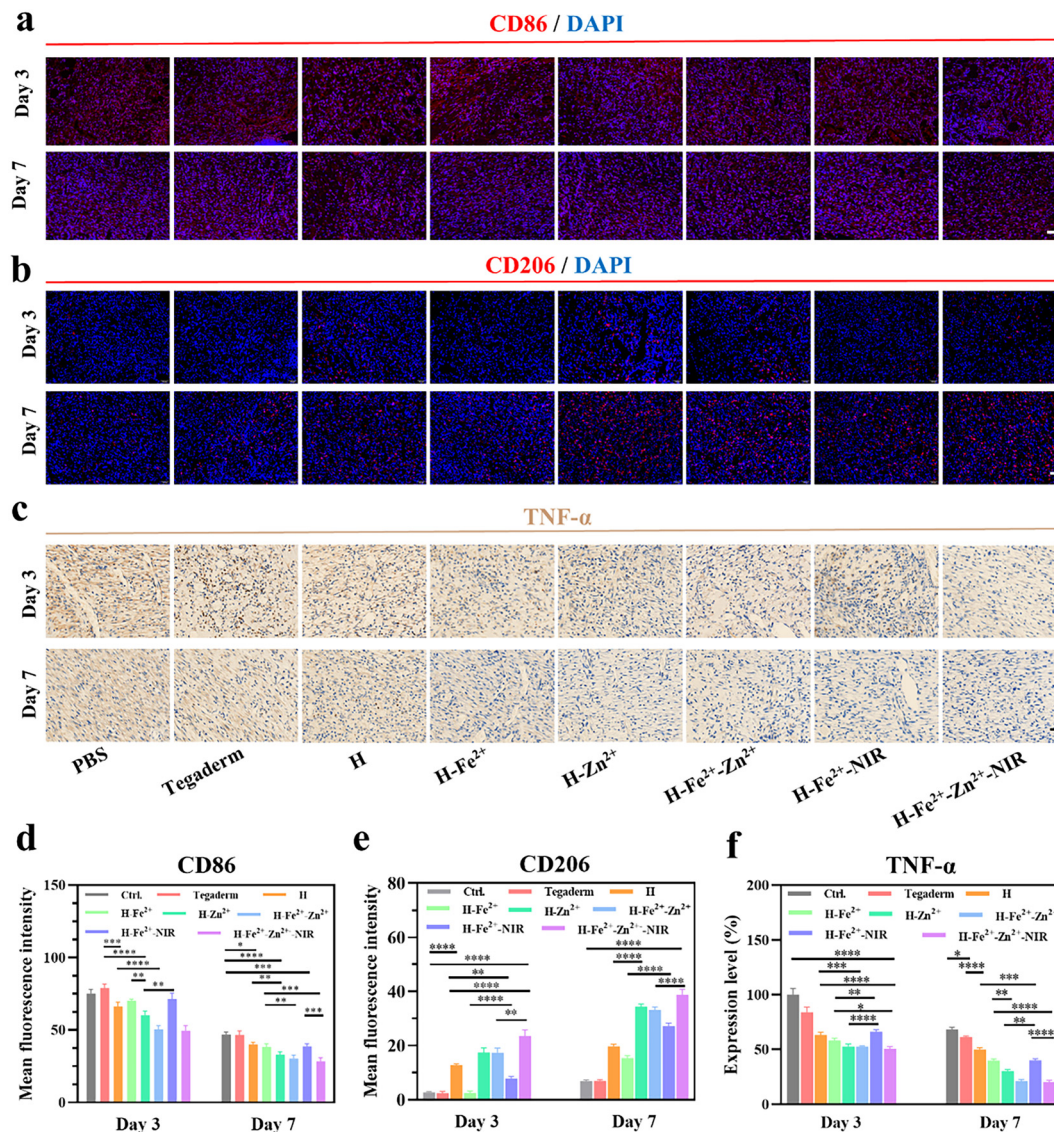 a
CD86 / DAPI
Day 3
Day 7
b
CD206 / DAPI
Day 3
Day 7
c
TNF-α
Day 3
Day 7
PBS
Tegaderm
H
H-Fe²⁺
H-Zn²⁺
H-Fe²⁺-Zn²⁺
H-Fe²⁺-NIR
H-Fe²⁺-Zn²⁺-NIR
d
CD86
Mean fluorescence intensity
150
100
50
0
Ctrl. Tegaderm H
H-Fe²⁺ H-Zn²⁺ H-Fe²⁺-Zn²⁺
H-Fe²⁺-NIR H-Fe²⁺-Zn²⁺-NIR
*** * 
**** ****
**** ***
** ** ** ***
** ***
Day 3 Day 7
e
CD206
Mean fluorescence intensity
80
60
40
20
0
Ctrl. Tegaderm H
H-Fe²⁺ H-Zn²⁺ H-Fe²⁺-Zn²⁺
H-Fe²⁺-NIR H-Fe²⁺-Zn²⁺-NIR
**** ****
**** ****
** ****
**** ****
****
**
Day 3 Day 7
f
TNF-α
Expression level (%)
200
150
100
50
0
Ctrl. Tegaderm H
H-Fe²⁺ H-Zn²⁺ H-Fe²⁺-Zn²⁺
H-Fe²⁺-NIR H-Fe²⁺-Zn²⁺-NIR
**** *
*** ****
**** ***
** **
* ****
**** **
****
Day 3 Day 7